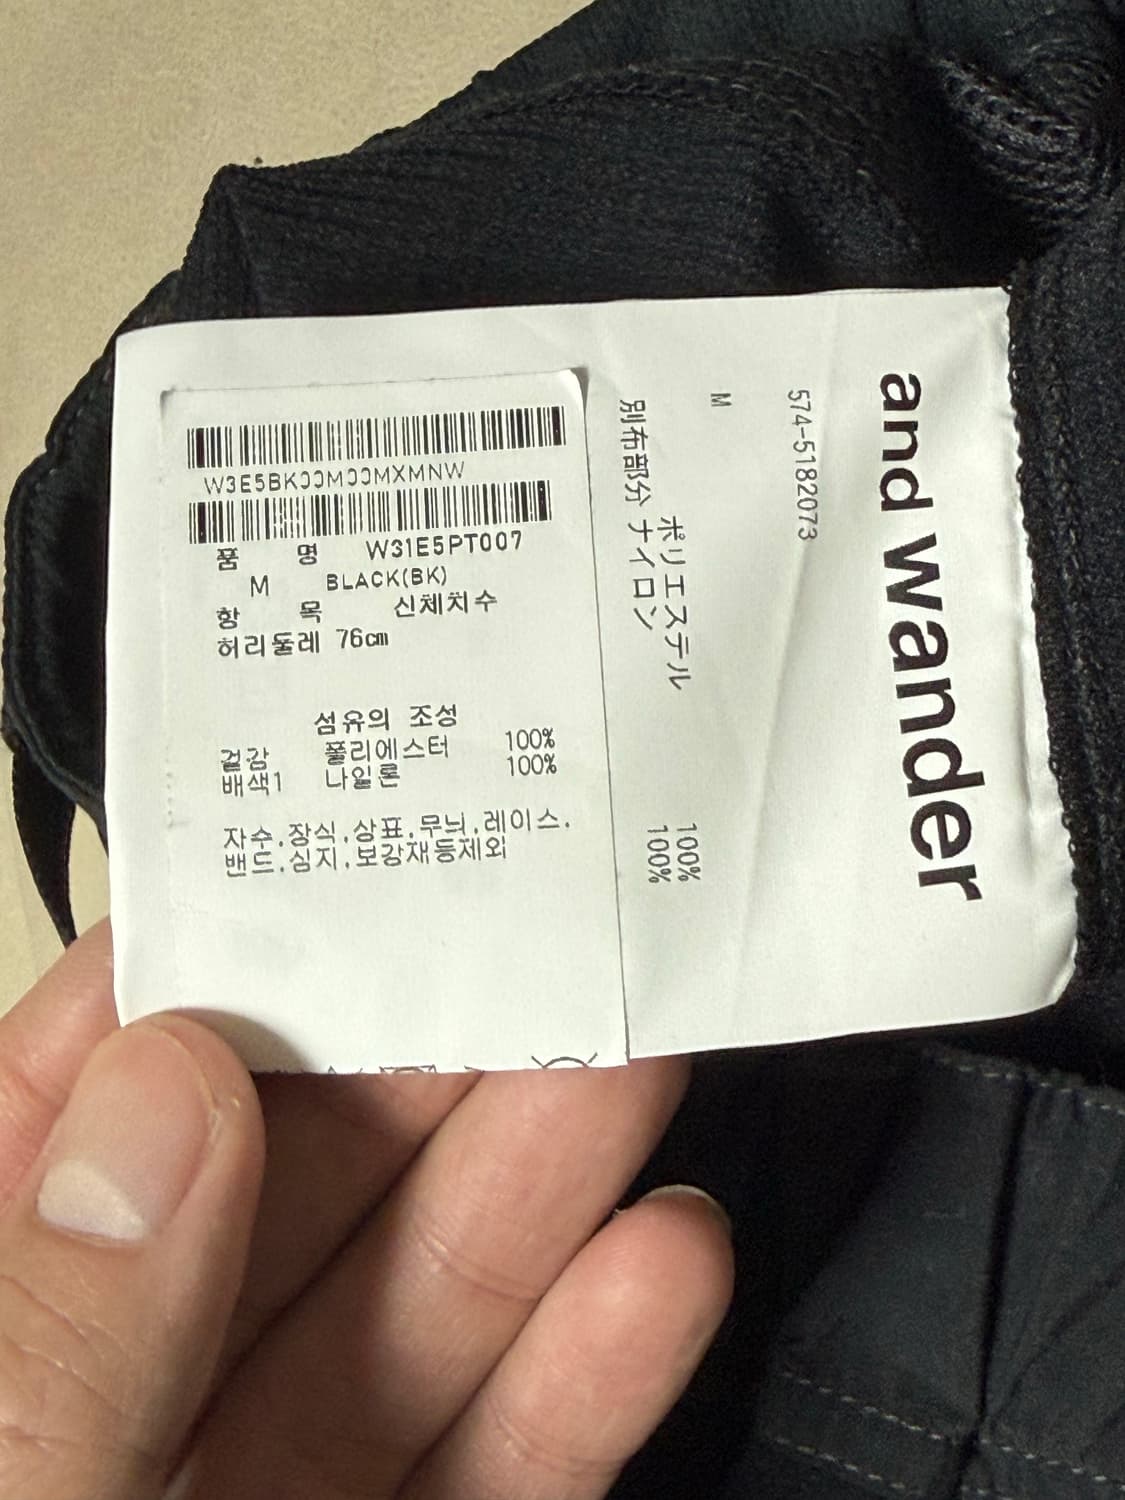 and wander
574-5182073
M
ポリエステル 100%
別布部分 ナイロン 100%
W3E5BK00M00MXMNW
품 명 W31E5PT007
M BLACK(BK)
항 목 신체치수
허리둘레 76㎝
섬유의 조성
겉감 폴리에스터 100%
배색1 나일론 100%
자수.장식.상표.무늬.레이스.
밴드.심지.보강재등제외